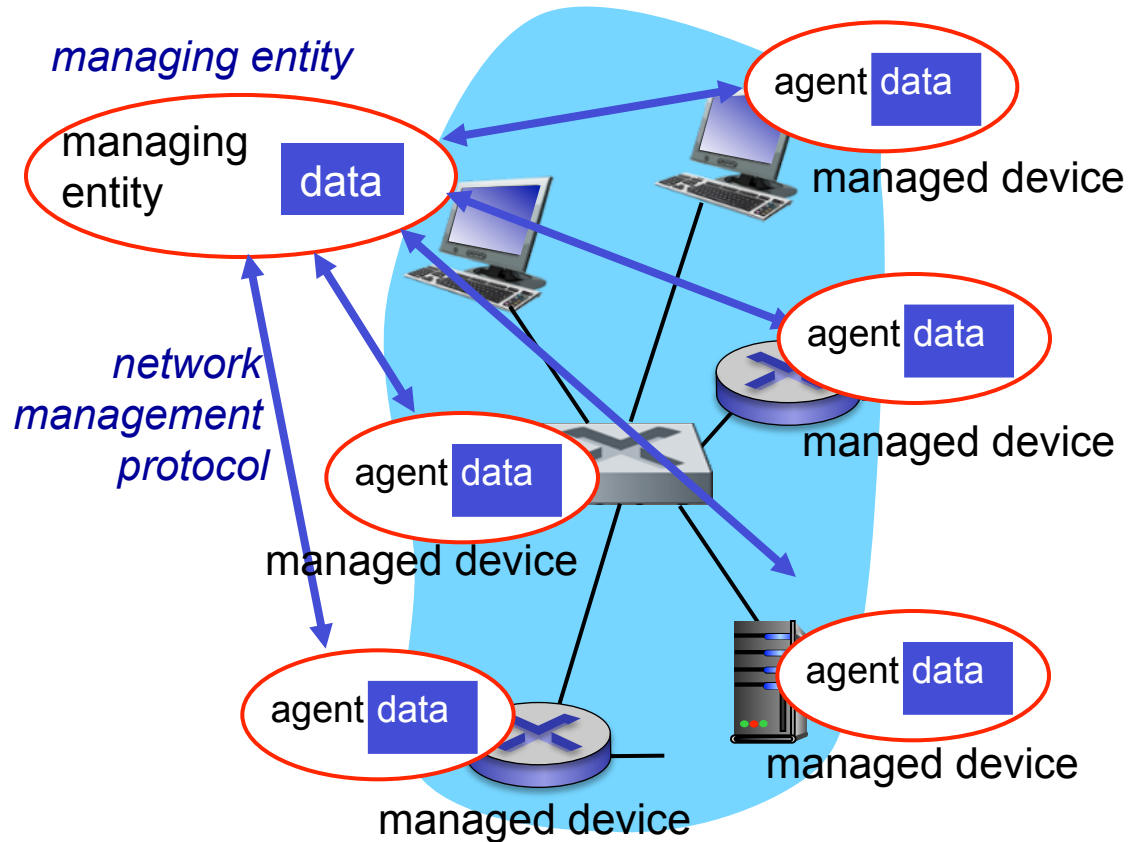 managing entity
managing
entity
data
agent data
managed device
agent data
managed device
network
management
protocol
agent data
managed device
agent data
managed device
agent data
managed device